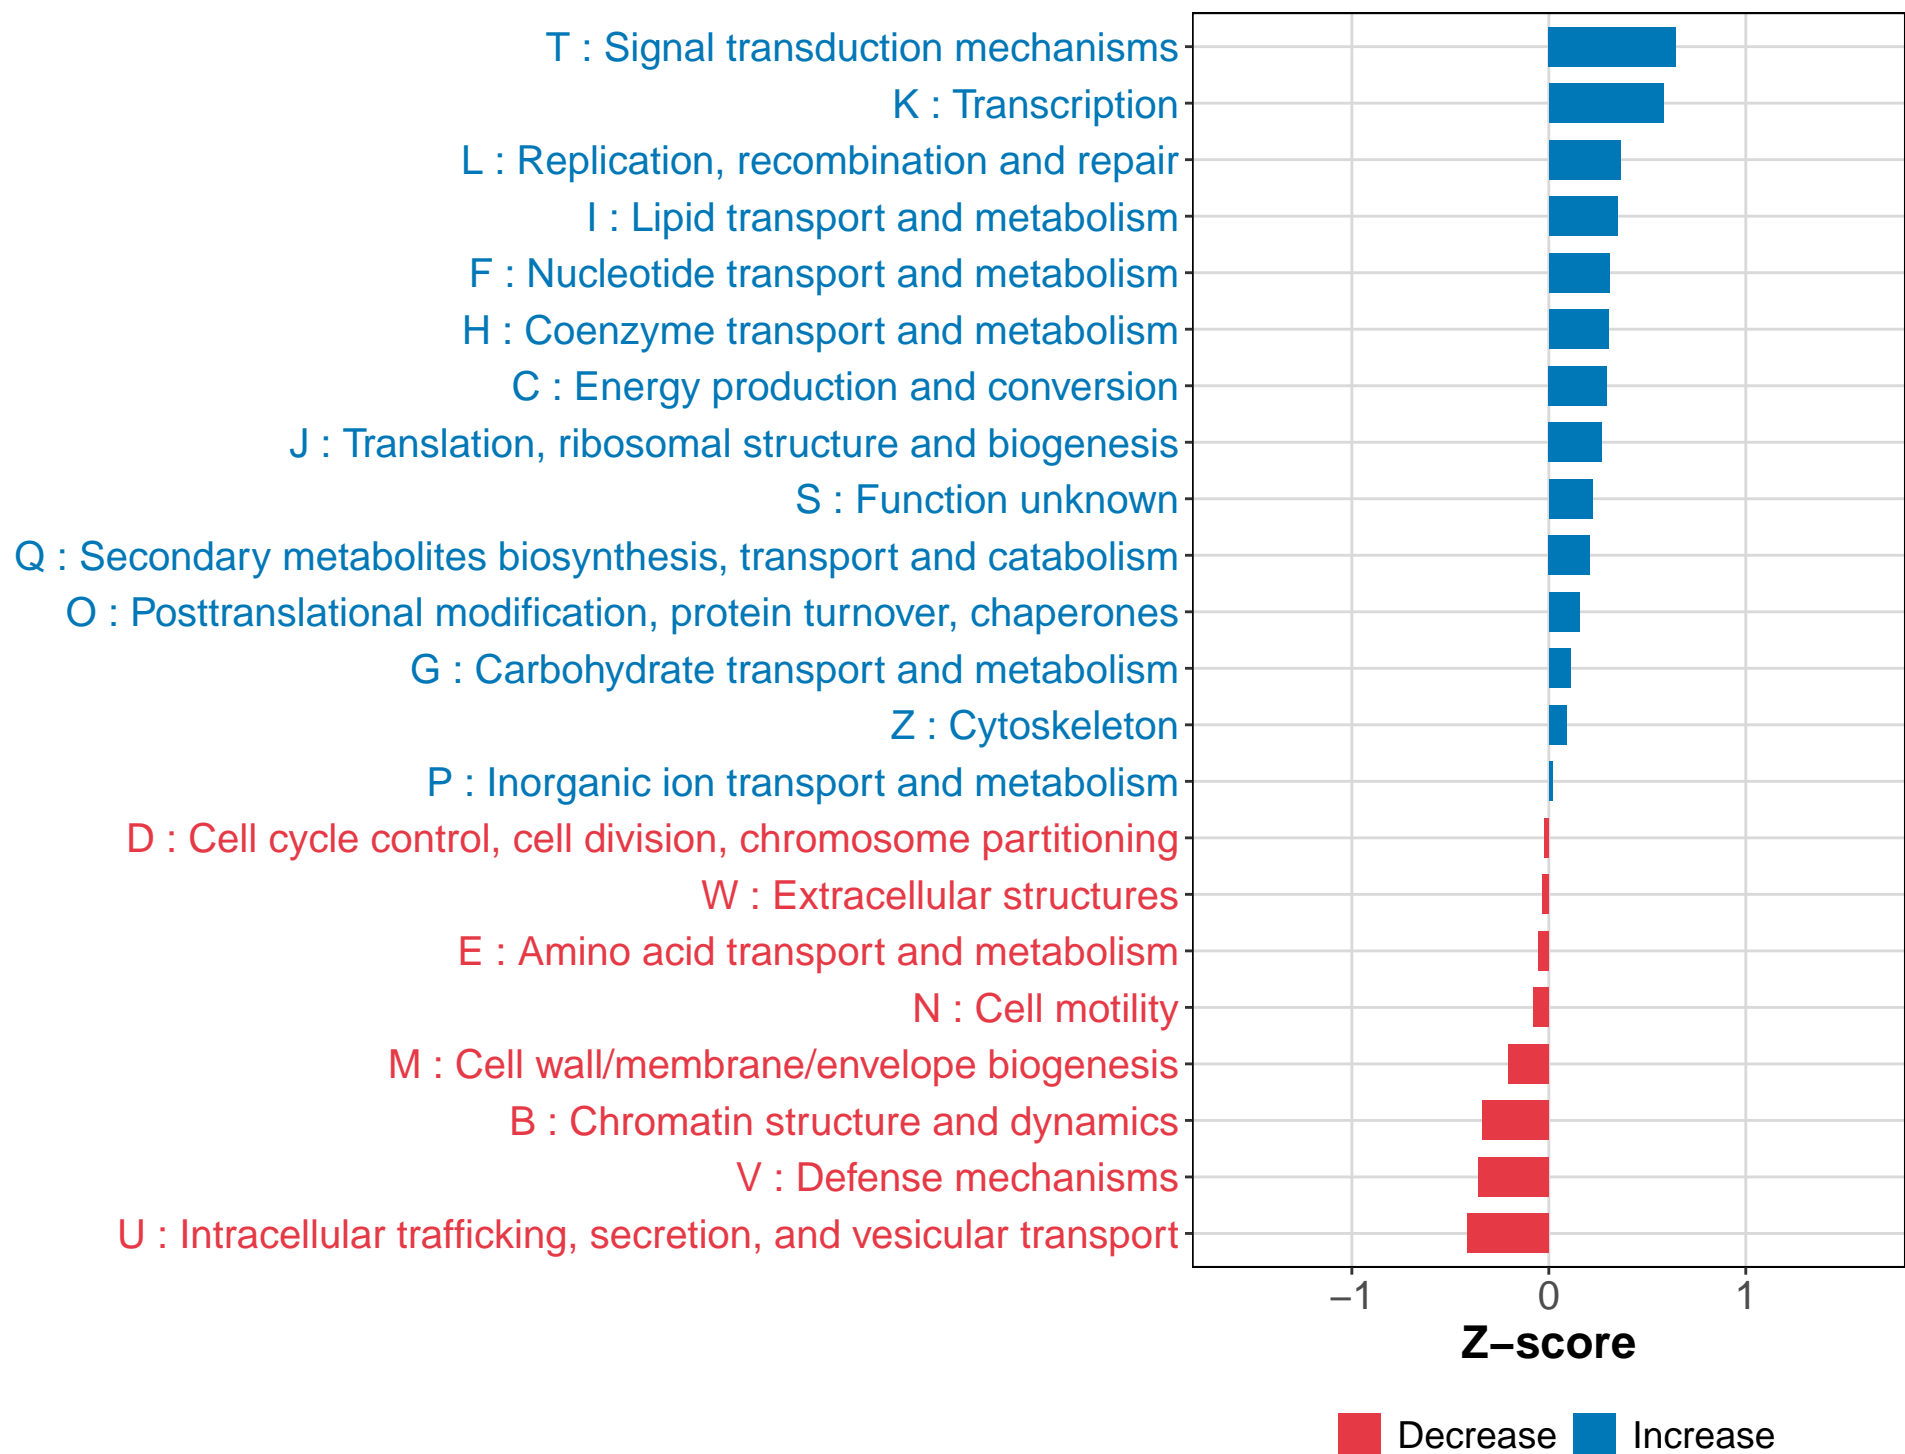 T : Signal transduction mechanisms
K : Transcription
L : Replication, recombination and repair
I : Lipid transport and metabolism
F : Nucleotide transport and metabolism
H : Coenzyme transport and metabolism
C : Energy production and conversion
J : Translation, ribosomal structure and biogenesis
S : Function unknown
Q : Secondary metabolites biosynthesis, transport and catabolism
O : Posttranslational modification, protein turnover, chaperones
G : Carbohydrate transport and metabolism
Z : Cytoskeleton
P : Inorganic ion transport and metabolism
D : Cell cycle control, cell division, chromosome partitioning
W : Extracellular structures
E : Amino acid transport and metabolism
N : Cell motility
M : Cell wall/membrane/envelope biogenesis
B : Chromatin structure and dynamics
V : Defense mechanisms
U : Intracellular trafficking, secretion, and vesicular transport
−1 0 1
Z−score
Decrease Increase